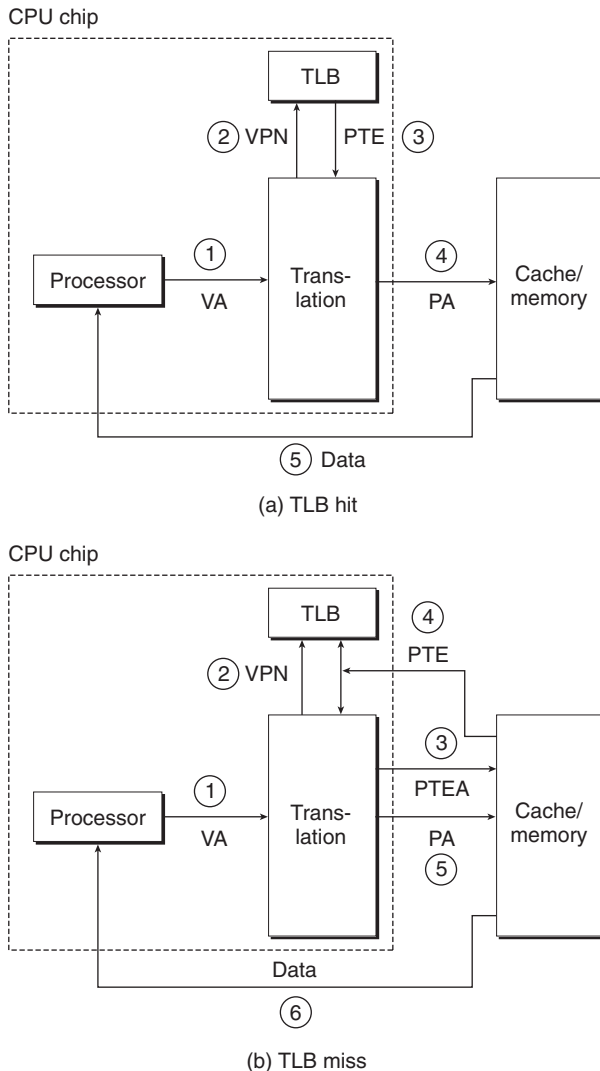 CPU chip
TLB
② VPN
PTE ③
Processor
①
VA
Trans-
lation
④
PA
Cache/
memory
⑤ Data
(a) TLB hit
CPU chip
TLB
④
PTE
② VPN
③
PTEA
Processor
①
VA
Trans-
lation
PA
⑤
Cache/
memory
Data
⑥
(b) TLB miss